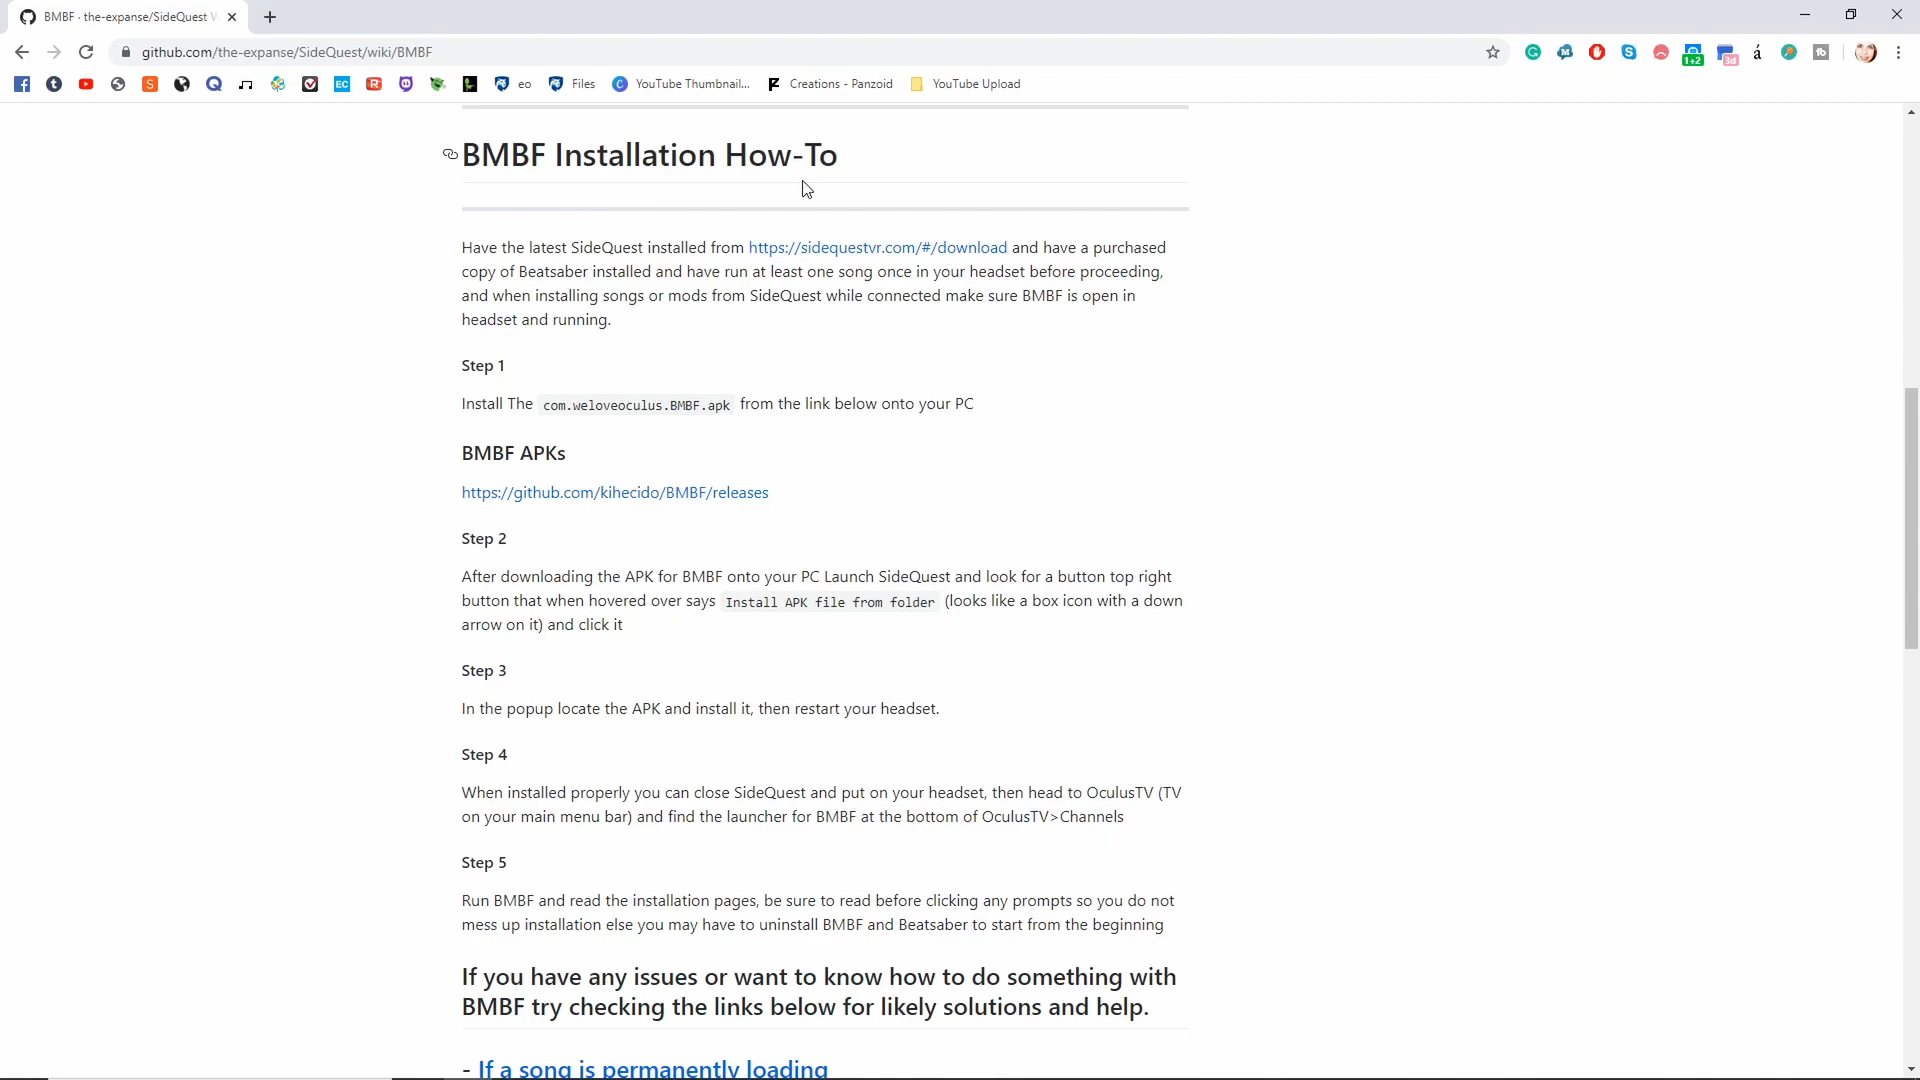 BMBF · the-expanse/SideQuest W
github.com/the-expanse/SideQuest/wiki/BMBF
1+2
3d
á
EC
eo
Files
YouTube Thumbnail...
Creations - Panzoid
YouTube Upload
BMBF Installation How-To
Have the latest SideQuest installed from https://sidequestvr.com/#/download and have a purchased
copy of Beatsaber installed and have run at least one song once in your headset before proceeding,
and when installing songs or mods from SideQuest while connected make sure BMBF is open in
headset and running.
Step 1
Install The com.weloveoculus.BMBF.apk from the link below onto your PC
BMBF APKs
https://github.com/kihecido/BMBF/releases
Step 2
After downloading the APK for BMBF onto your PC Launch SideQuest and look for a button top right
button that when hovered over says Install APK file from folder (looks like a box icon with a down
arrow on it) and click it
Step 3
In the popup locate the APK and install it, then restart your headset.
Step 4
When installed properly you can close SideQuest and put on your headset, then head to OculusTV (TV
on your main menu bar) and find the launcher for BMBF at the bottom of OculusTV>Channels
Step 5
Run BMBF and read the installation pages, be sure to read before clicking any prompts so you do not
mess up installation else you may have to uninstall BMBF and Beatsaber to start from the beginning
If you have any issues or want to know how to do something with
BMBF try checking the links below for likely solutions and help.
- If a song is permanently loading